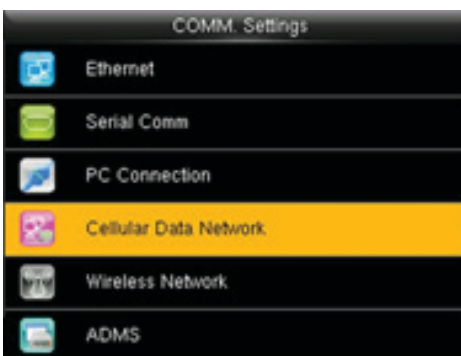 COMM. Settings
Ethernet
Serial Comm
PC Connection
Cellular Data Network
Wireless Network
ADMS